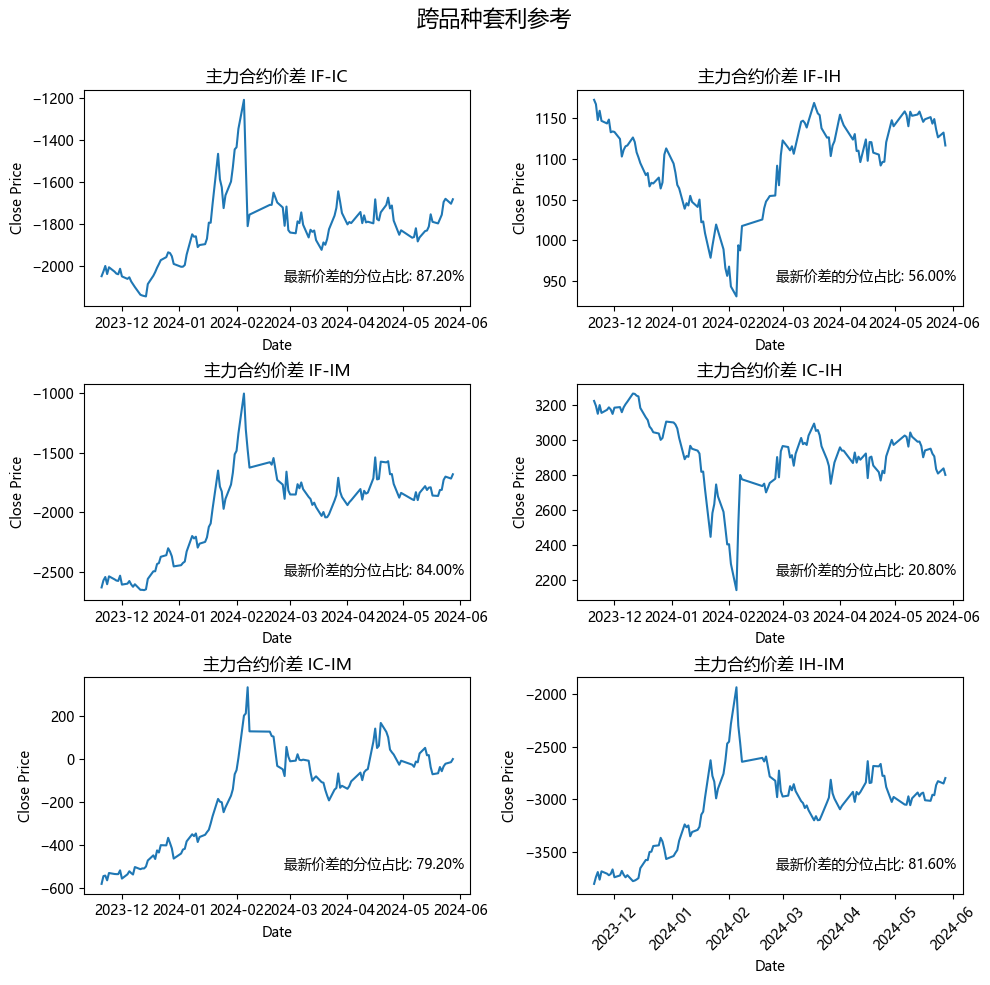 跨品种套利参考
主力合约价差 IF-IC
Close Price
−1200
−1400
−1600
−1800
−2000
最新价差的分位占比: 87.20%
2023-12 2024-01 2024-02 2024-03 2024-04 2024-05 2024-06
Date
主力合约价差 IF-IH
Close Price
1150
1100
1050
1000
950
最新价差的分位占比: 56.00%
2023-12 2024-01 2024-02 2024-03 2024-04 2024-05 2024-06
Date
主力合约价差 IF-IM
Close Price
−1000
−1500
−2000
−2500
最新价差的分位占比: 84.00%
2023-12 2024-01 2024-02 2024-03 2024-04 2024-05 2024-06
Date
主力合约价差 IC-IH
Close Price
3200
3000
2800
2600
2400
2200
最新价差的分位占比: 20.80%
2023-12 2024-01 2024-02 2024-03 2024-04 2024-05 2024-06
Date
主力合约价差 IC-IM
Close Price
200
0
−200
−400
−600
最新价差的分位占比: 79.20%
2023-12 2024-01 2024-02 2024-03 2024-04 2024-05 2024-06
Date
主力合约价差 IH-IM
Close Price
−2000
−2500
−3000
−3500
最新价差的分位占比: 81.60%
2023-12 2024-01 2024-02 2024-03 2024-04 2024-05 2024-06
Date